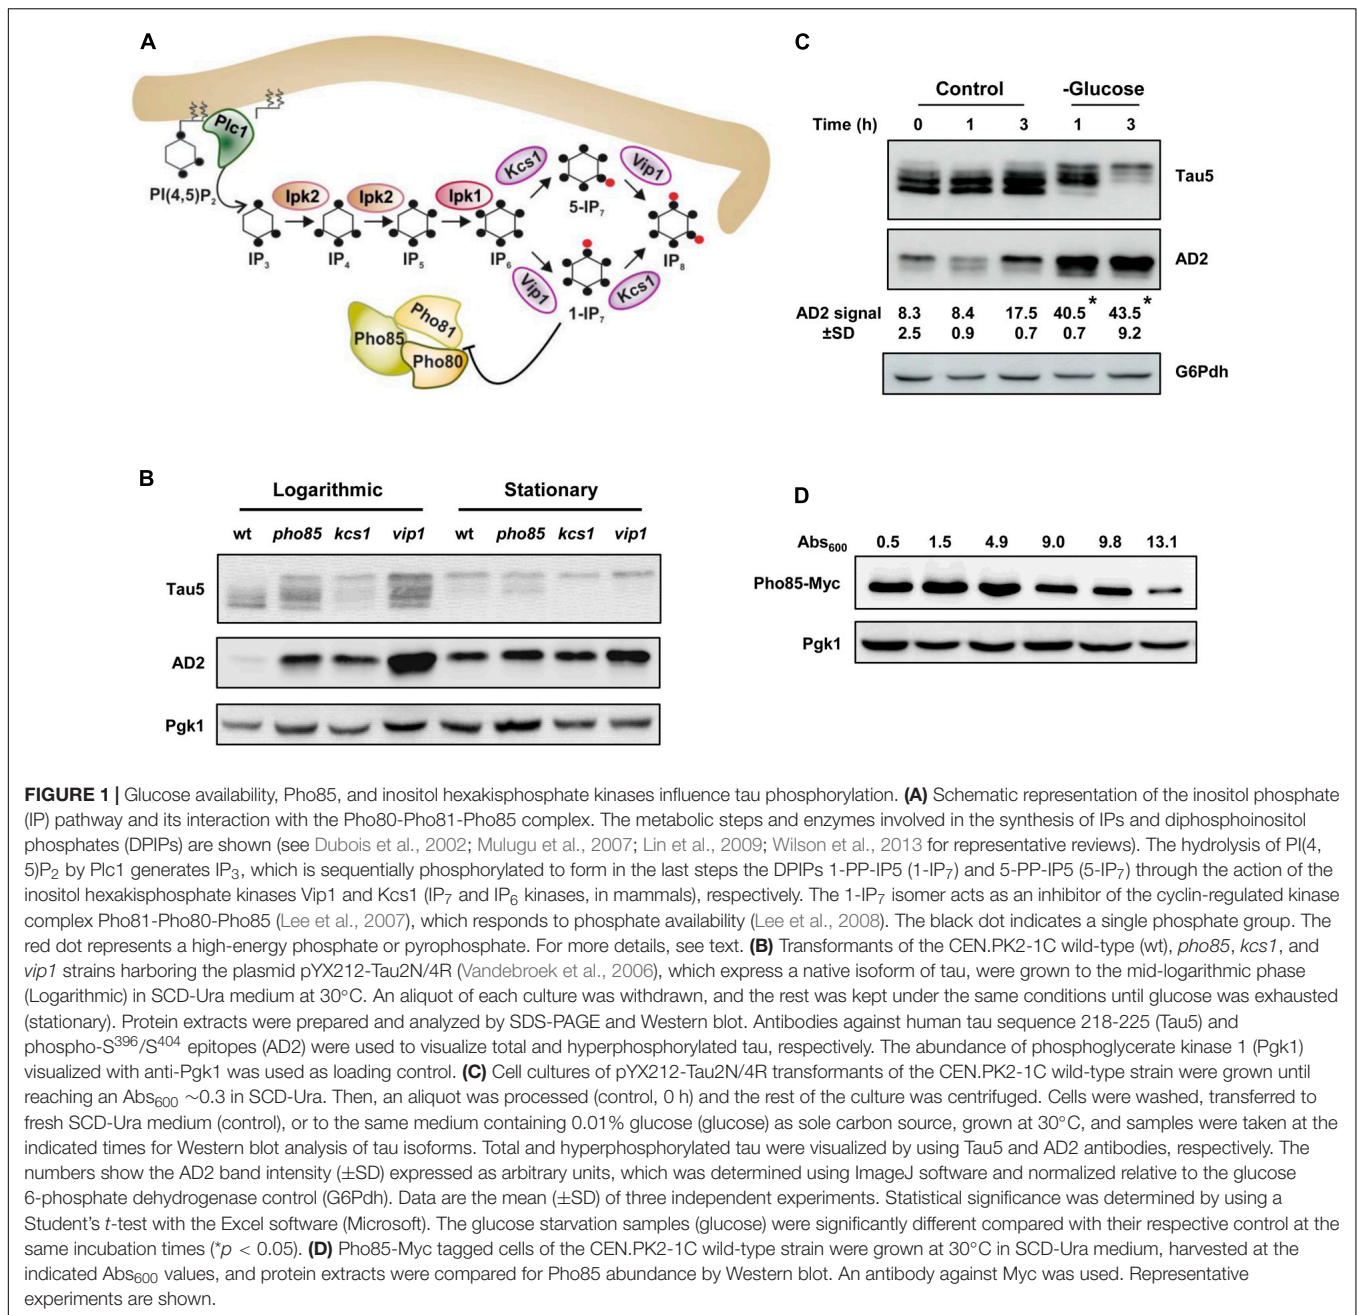 A
Plc1
PI(4,5)P2
Ipk2
Ipk2
Ipk1
Kcs1
Vip1
5-IP7
IP3
IP4
IP5
IP6
IP8
Vip1
Kcs1
1-IP7
Pho81
Pho85
Pho80
C
Control -Glucose
Time (h) 0 1 3 1 3
Tau5
AD2
AD2 signal 8.3 8.4 17.5 40.5* 43.5*
±SD 2.5 0.9 0.7 0.7 9.2
G6Pdh
B
Logarithmic Stationary
wt pho85 kcs1 vip1 wt pho85 kcs1 vip1
Tau5
AD2
Pgk1
D
Abs600 0.5 1.5 4.9 9.0 9.8 13.1
Pho85-Myc
Pgk1
FIGURE 1 | Glucose availability, Pho85, and inositol hexakisphosphate kinases influence tau phosphorylation. (A) Schematic representation of the inositol phosphate
(IP) pathway and its interaction with the Pho80-Pho81-Pho85 complex. The metabolic steps and enzymes involved in the synthesis of IPs and diphosphoinositol
phosphates (DPIPs) are shown (see Dubois et al., 2002; Mulugu et al., 2007; Lin et al., 2009; Wilson et al., 2013 for representative reviews). The hydrolysis of PI(4,
5)P2 by Plc1 generates IP3, which is sequentially phosphorylated to form in the last steps the DPIPs 1-PP-IP5 (1-IP7) and 5-PP-IP5 (5-IP7) through the action of the
inositol hexakisphosphate kinases Vip1 and Kcs1 (IP7 and IP6 kinases, in mammals), respectively. The 1-IP7 isomer acts as an inhibitor of the cyclin-regulated kinase
complex Pho81-Pho80-Pho85 (Lee et al., 2007), which responds to phosphate availability (Lee et al., 2008). The black dot indicates a single phosphate group. The
red dot represents a high-energy phosphate or pyrophosphate. For more details, see text. (B) Transformants of the CEN.PK2-1C wild-type (wt), pho85, kcs1, and
vip1 strains harboring the plasmid pYX212-Tau2N/4R (Vandebroek et al., 2006), which express a native isoform of tau, were grown to the mid-logarithmic phase
(Logarithmic) in SCD-Ura medium at 30°C. An aliquot of each culture was withdrawn, and the rest was kept under the same conditions until glucose was exhausted
(stationary). Protein extracts were prepared and analyzed by SDS-PAGE and Western blot. Antibodies against human tau sequence 218-225 (Tau5) and
phospho-S396/S404 epitopes (AD2) were used to visualize total and hyperphosphorylated tau, respectively. The abundance of phosphoglycerate kinase 1 (Pgk1)
visualized with anti-Pgk1 was used as loading control. (C) Cell cultures of pYX212-Tau2N/4R transformants of the CEN.PK2-1C wild-type strain were grown until
reaching an Abs600 ∼0.3 in SCD-Ura. Then, an aliquot was processed (control, 0 h) and the rest of the culture was centrifuged. Cells were washed, transferred to
fresh SCD-Ura medium (control), or to the same medium containing 0.01% glucose (glucose) as sole carbon source, grown at 30°C, and samples were taken at the
indicated times for Western blot analysis of tau isoforms. Total and hyperphosphorylated tau were visualized by using Tau5 and AD2 antibodies, respectively. The
numbers show the AD2 band intensity (±SD) expressed as arbitrary units, which was determined using ImageJ software and normalized relative to the glucose
6-phosphate dehydrogenase control (G6Pdh). Data are the mean (±SD) of three independent experiments. Statistical significance was determined by using a
Student's t-test with the Excel software (Microsoft). The glucose starvation samples (glucose) were significantly different compared with their respective control at the
same incubation times (*p < 0.05). (D) Pho85-Myc tagged cells of the CEN.PK2-1C wild-type strain were grown at 30°C in SCD-Ura medium, harvested at the
indicated Abs600 values, and protein extracts were compared for Pho85 abundance by Western blot. An antibody against Myc was used. Representative
experiments are shown.